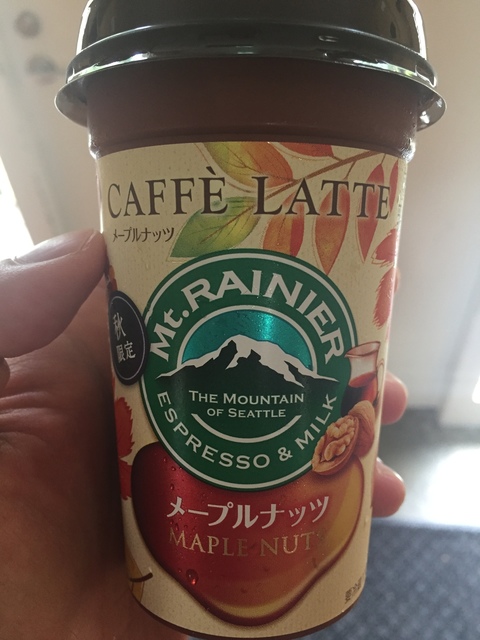 CAFFÈ LATTE
メープルナッツ
秋
限定
Mt. RAINIER
THE MOUNTAIN
OF SEATTLE
ESPRESSO & MILK
メープルナッツ
MAPLE NUTS